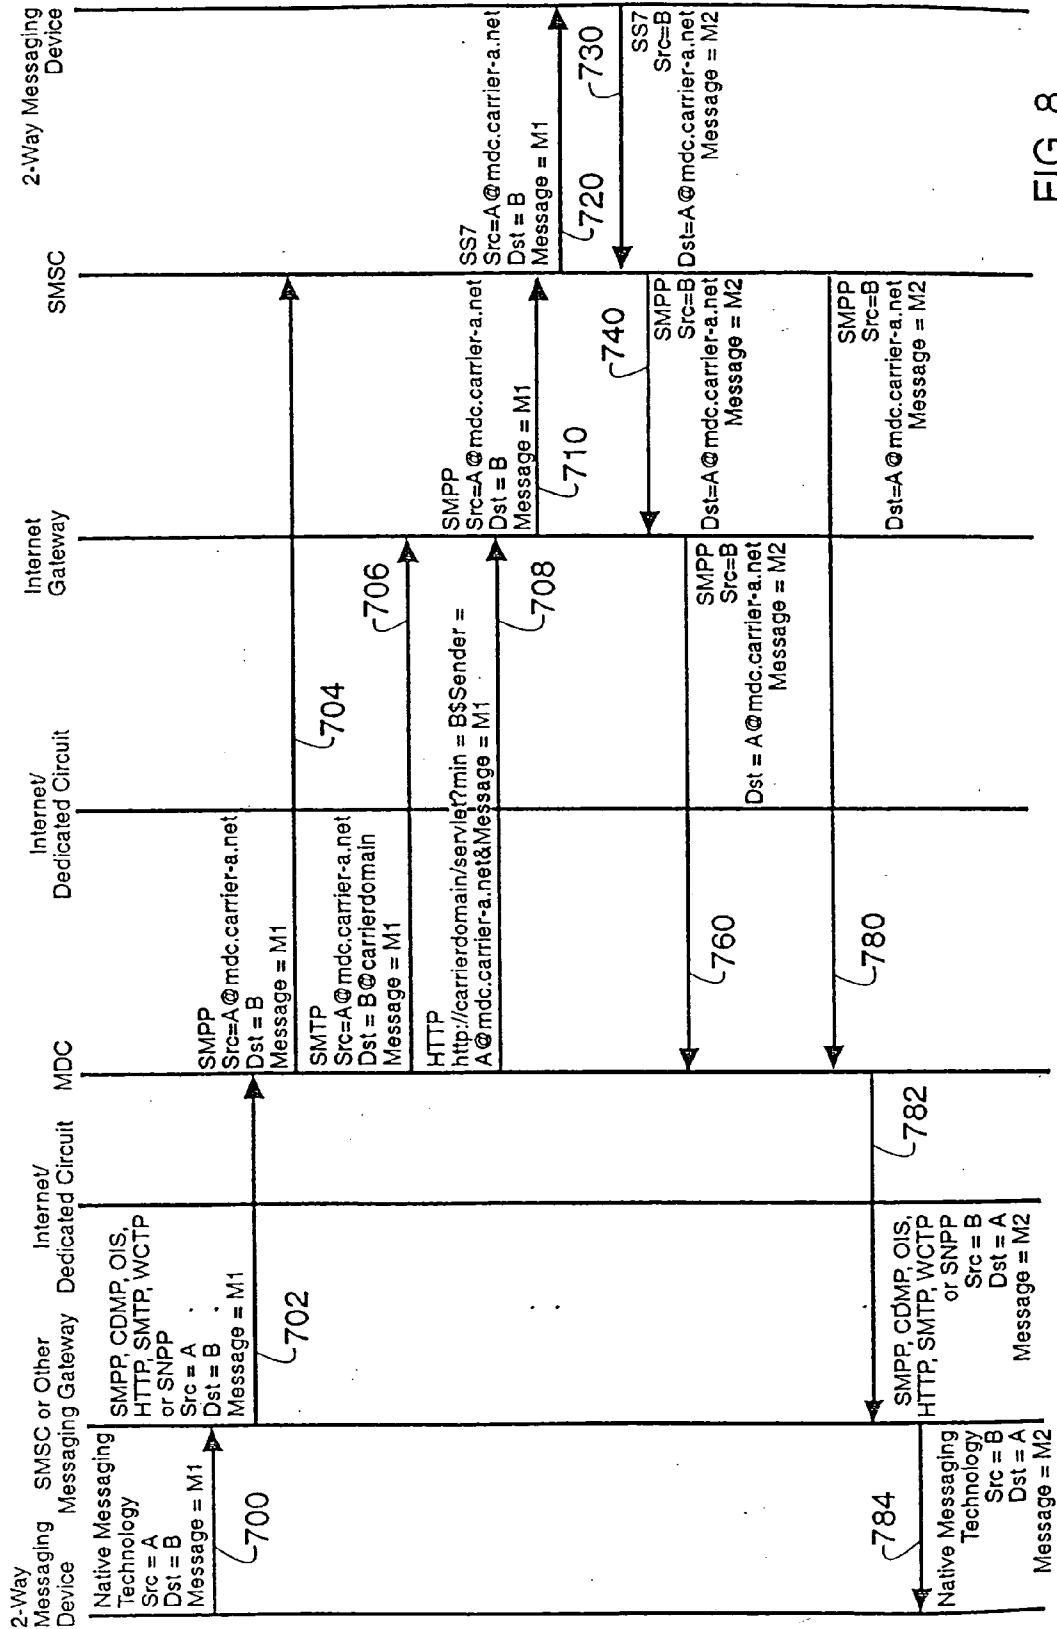 2-Way
Messaging
Device
SMSC or Other
Messaging Gateway
Internet/
Dedicated Circuit
MDC
Internet/
Dedicated Circuit
Internet
Gateway
SMSC
2-Way Messaging
Device
Native Messaging
Technology
Src = A
Dst = B
Message = M1
700
SMPP, CDMP, OIS,
HTTP, SMTP, WCTP
or SNPP
Src = A
Dst = B
Message = M1
702
SMPP
Src=A@mdc.carrier-a.net
Dst = B
Message = M1
704
SMTP
Src=A@mdc.carrier-a.net
Dst = B@carrierdomain
Message = M1
706
HTTP
http://carrierdomain/servlet?min = B$Sender =
A@mdc.carrier-a.net&Message = M1
708
SMPP
Src=A@mdc.carrier-a.net
Dst = B
Message = M1
710
SS7
Src=A@mdc.carrier-a.net
Dst = B
Message = M1
720
730
SS7
Src=B
Dst=A@mdc.carrier-a.net
Message = M2
740
SMPP
Src=B
Dst=A@mdc.carrier-a.net
Message = M2
SMPP
Src=B
Dst = A@mdc.carrier-a.net
Message = M2
760
SMPP
Src=B
Dst=A@mdc.carrier-a.net
Message = M2
780
782
SMPP, CDMP, OIS,
HTTP, SMTP, WCTP
or SNPP
Src = B
Dst = A
Message = M2
784
Native Messaging
Technology
Src = B
Dst = A
Message = M2
FIG. 8